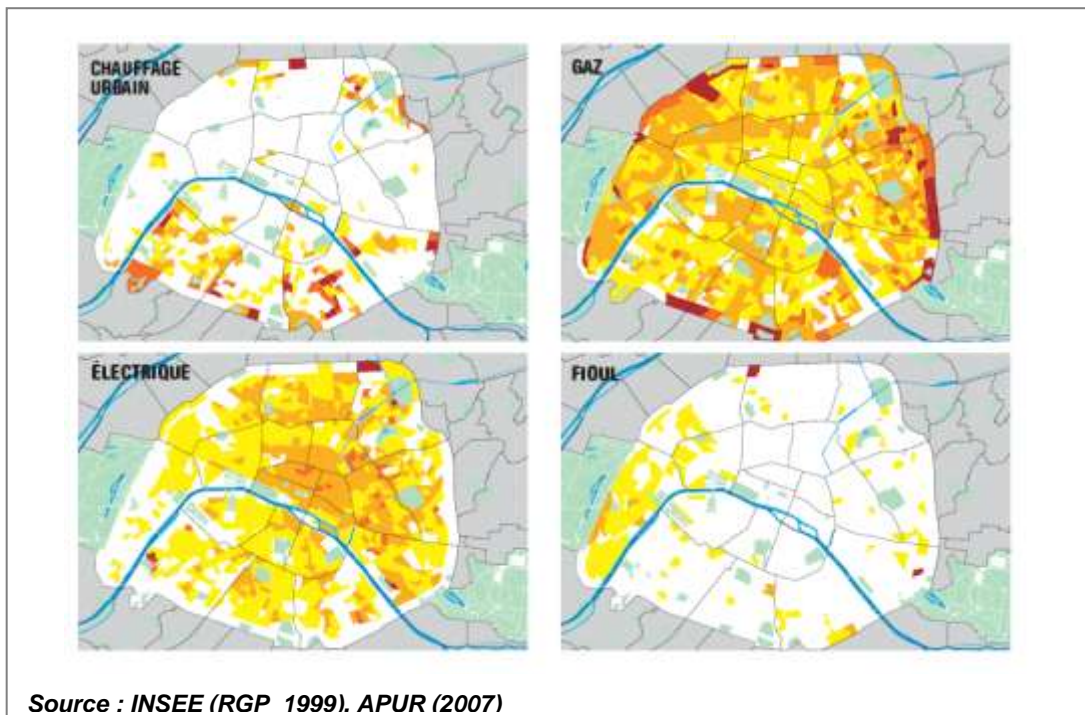 CHAUFFAGE
URBAIN
GAZ
ÉLECTRIQUE
FIOUL
Source : INSEE (RGP 1999), APUR (2007)